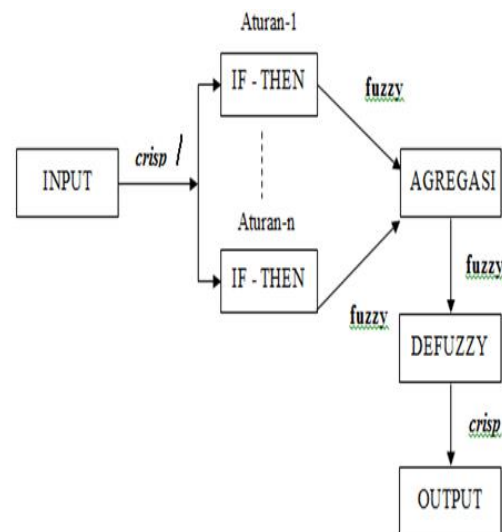 Aturan-1
IF - THEN
fuzzy
crisp /
INPUT
AGREGASI
Aturan-n
IF - THEN
fuzzy
fuzzy
DEFUZZY
crisp
OUTPUT